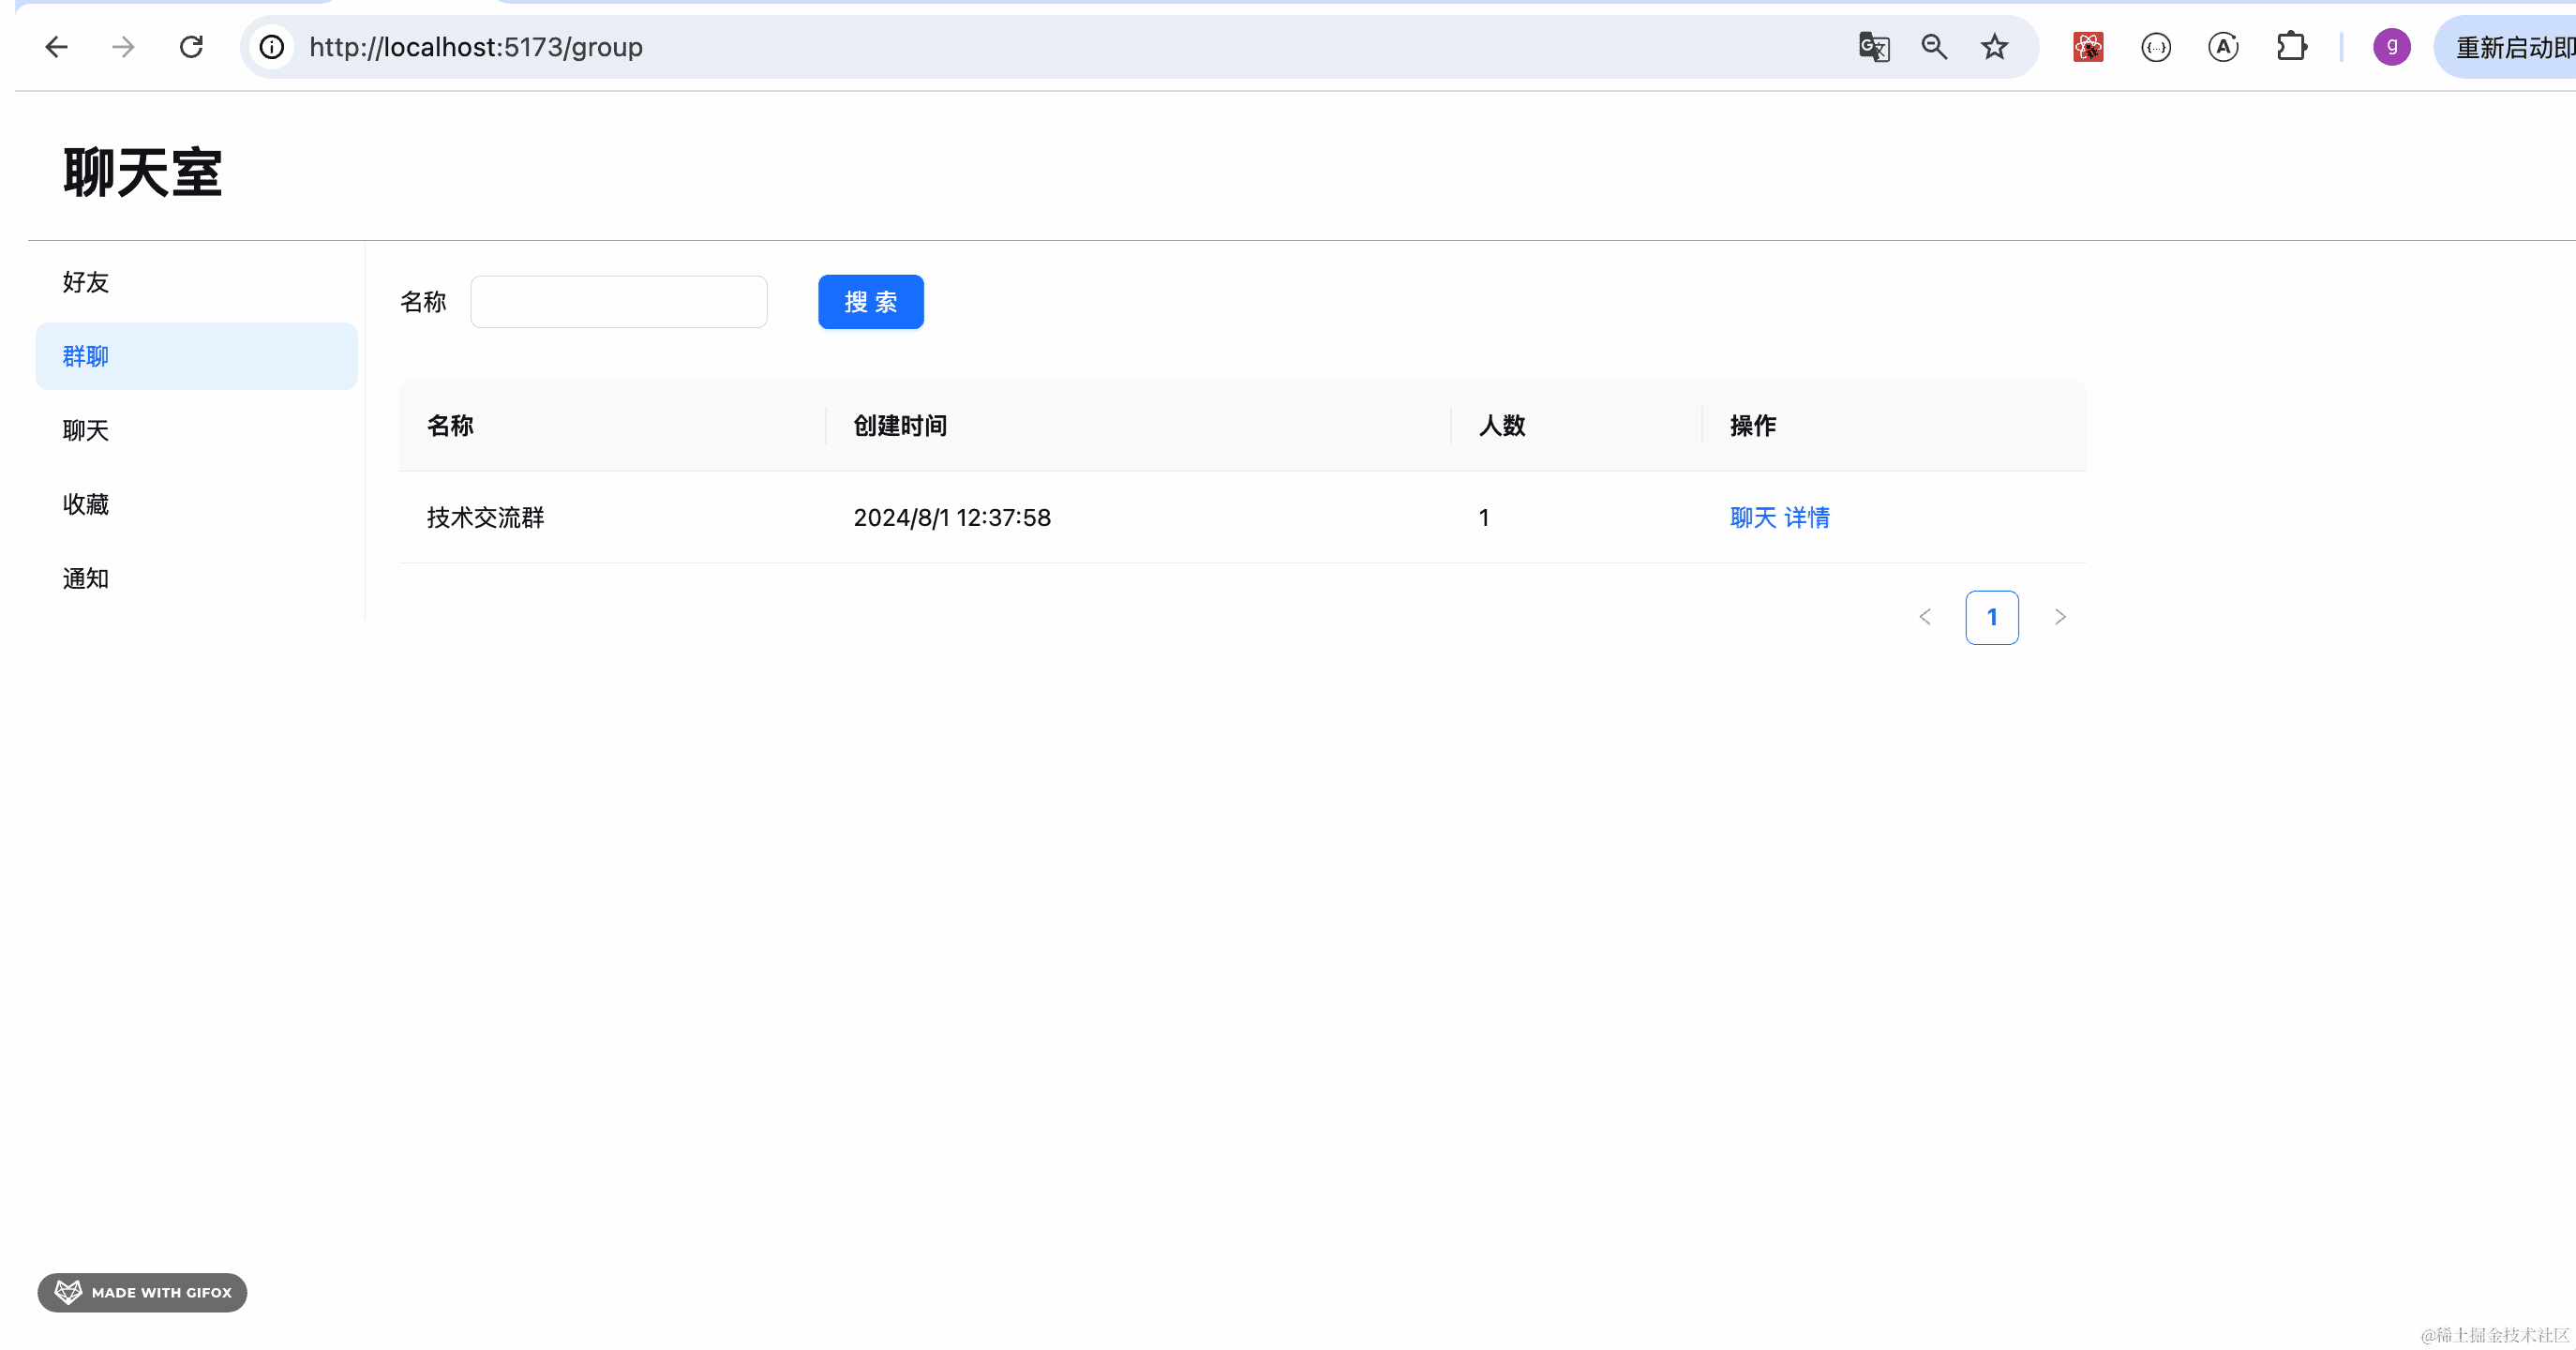 http://localhost:5173/group
g
重新启动即
聊天室
好友
群聊
聊天
收藏
通知
名称
搜 索
名称 创建时间 人数 操作
技术交流群 2024/8/1 12:37:58 1 聊天 详情
1
MADE WITH GIFOX
@稀土掘金技术社区